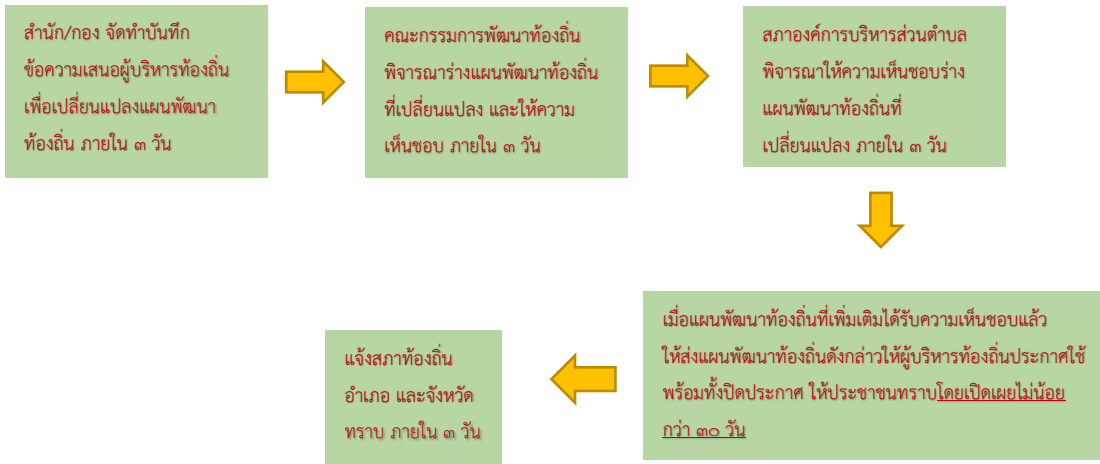 สำนัก/กอง จัดทำบันทึก
ข้อความเสนอผู้บริหารท้องถิ่น
เพื่อเปลี่ยนแปลงแผนพัฒนา
ท้องถิ่น ภายใน ๓ วัน
คณะกรรมการพัฒนาท้องถิ่น
พิจารณาร่างแผนพัฒนาท้องถิ่น
ที่เปลี่ยนแปลง และให้ความ
เห็นชอบ ภายใน ๓ วัน
สภาองค์การบริหารส่วนตำบล
พิจารณาให้ความเห็นชอบร่าง
แผนพัฒนาท้องถิ่นที่
เปลี่ยนแปลง ภายใน ๓ วัน
เมื่อแผนพัฒนาท้องถิ่นที่เพิ่มเติมได้รับความเห็นชอบแล้ว
ให้ส่งแผนพัฒนาท้องถิ่นดังกล่าวให้ผู้บริหารท้องถิ่นประกาศใช้
พร้อมทั้งปิดประกาศ ให้ประชาชนทราบโดยเปิดเผยไม่น้อย
กว่า ๓๐ วัน
แจ้งสภาท้องถิ่น
อำเภอ และจังหวัด
ทราบ ภายใน ๓ วัน